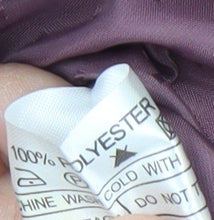 100% POLYESTER
CHINE WASH COLD WITH
DO NOT T